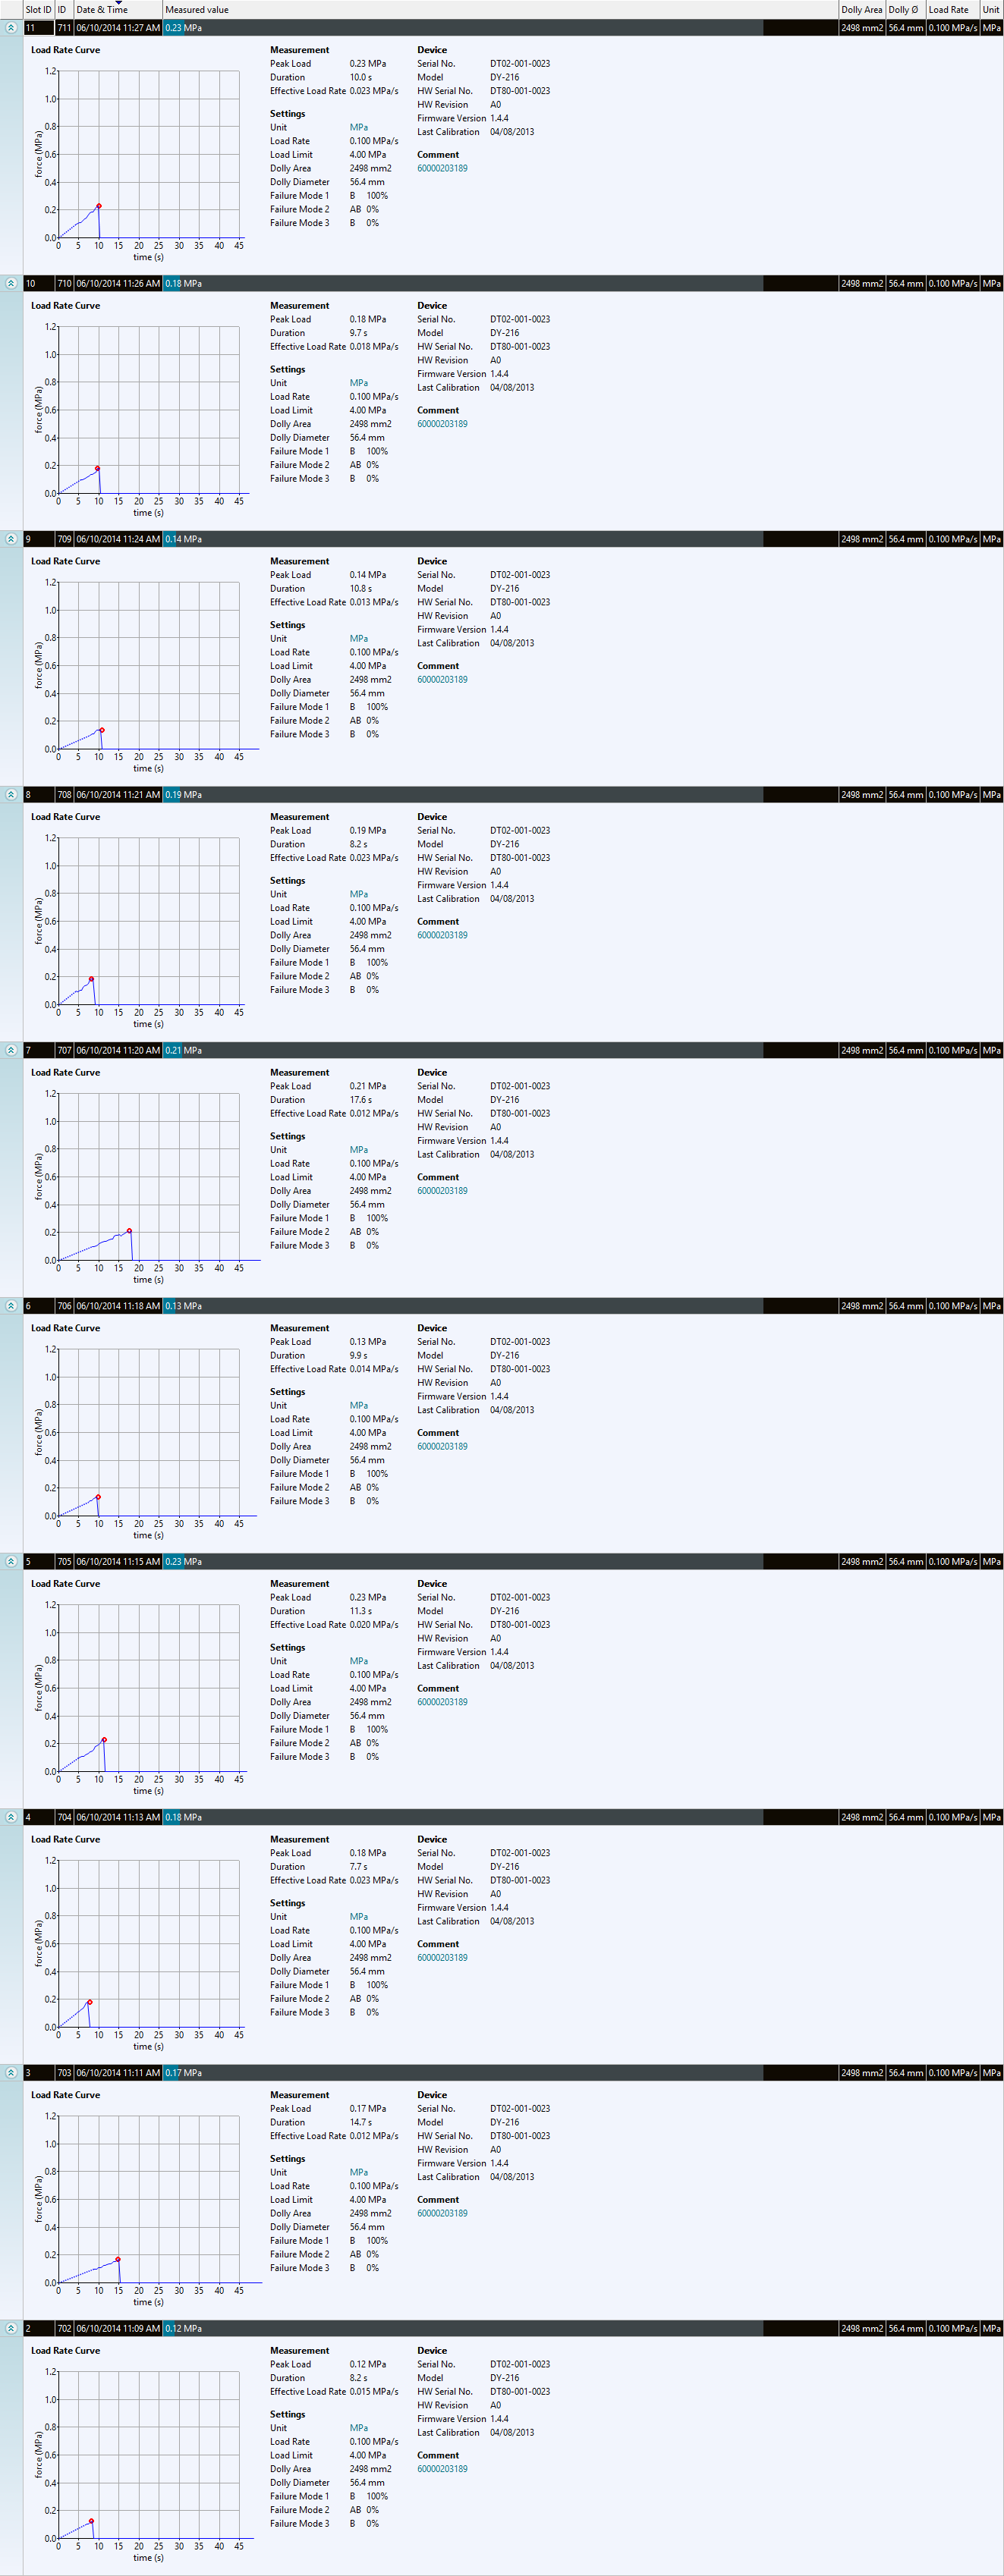 Slot ID ID Date & Time Measured value Dolly Area Dolly Ø Load Rate Unit
11 711 06/10/2014 11:27 AM 0.23 MPa 2498 mm2 56.4 mm 0.100 MPa/s MPa
Load Rate Curve
force (MPa)
1.2
1.0
0.8
0.6
0.4
0.2
0.0
0 5 10 15 20 25 30 35 40 45
time (s)
Measurement
Peak Load 0.23 MPa
Duration 10.0 s
Effective Load Rate 0.023 MPa/s
Settings
Unit MPa
Load Rate 0.100 MPa/s
Load Limit 4.00 MPa
Dolly Area 2498 mm2
Dolly Diameter 56.4 mm
Failure Mode 1 B 100%
Failure Mode 2 AB 0%
Failure Mode 3 B 0%
Device
Serial No. DT02-001-0023
Model DY-216
HW Serial No. DT80-001-0023
HW Revision A0
Firmware Version 1.4.4
Last Calibration 04/08/2013
Comment
60000203189
10 710 06/10/2014 11:26 AM 0.18 MPa 2498 mm2 56.4 mm 0.100 MPa/s MPa
Load Rate Curve
force (MPa)
1.2
1.0
0.8
0.6
0.4
0.2
0.0
0 5 10 15 20 25 30 35 40 45
time (s)
Measurement
Peak Load 0.18 MPa
Duration 9.7 s
Effective Load Rate 0.018 MPa/s
Settings
Unit MPa
Load Rate 0.100 MPa/s
Load Limit 4.00 MPa
Dolly Area 2498 mm2
Dolly Diameter 56.4 mm
Failure Mode 1 B 100%
Failure Mode 2 AB 0%
Failure Mode 3 B 0%
Device
Serial No. DT02-001-0023
Model DY-216
HW Serial No. DT80-001-0023
HW Revision A0
Firmware Version 1.4.4
Last Calibration 04/08/2013
Comment
60000203189
9 709 06/10/2014 11:24 AM 0.14 MPa 2498 mm2 56.4 mm 0.100 MPa/s MPa
Load Rate Curve
force (MPa)
1.2
1.0
0.8
0.6
0.4
0.2
0.0
0 5 10 15 20 25 30 35 40 45
time (s)
Measurement
Peak Load 0.14 MPa
Duration 10.8 s
Effective Load Rate 0.013 MPa/s
Settings
Unit MPa
Load Rate 0.100 MPa/s
Load Limit 4.00 MPa
Dolly Area 2498 mm2
Dolly Diameter 56.4 mm
Failure Mode 1 B 100%
Failure Mode 2 AB 0%
Failure Mode 3 B 0%
Device
Serial No. DT02-001-0023
Model DY-216
HW Serial No. DT80-001-0023
HW Revision A0
Firmware Version 1.4.4
Last Calibration 04/08/2013
Comment
60000203189
8 708 06/10/2014 11:21 AM 0.19 MPa 2498 mm2 56.4 mm 0.100 MPa/s MPa
Load Rate Curve
force (MPa)
1.2
1.0
0.8
0.6
0.4
0.2
0.0
0 5 10 15 20 25 30 35 40 45
time (s)
Measurement
Peak Load 0.19 MPa
Duration 8.2 s
Effective Load Rate 0.023 MPa/s
Settings
Unit MPa
Load Rate 0.100 MPa/s
Load Limit 4.00 MPa
Dolly Area 2498 mm2
Dolly Diameter 56.4 mm
Failure Mode 1 B 100%
Failure Mode 2 AB 0%
Failure Mode 3 B 0%
Device
Serial No. DT02-001-0023
Model DY-216
HW Serial No. DT80-001-0023
HW Revision A0
Firmware Version 1.4.4
Last Calibration 04/08/2013
Comment
60000203189
7 707 06/10/2014 11:20 AM 0.21 MPa 2498 mm2 56.4 mm 0.100 MPa/s MPa
Load Rate Curve
force (MPa)
1.2
1.0
0.8
0.6
0.4
0.2
0.0
0 5 10 15 20 25 30 35 40 45
time (s)
Measurement
Peak Load 0.21 MPa
Duration 17.6 s
Effective Load Rate 0.012 MPa/s
Settings
Unit MPa
Load Rate 0.100 MPa/s
Load Limit 4.00 MPa
Dolly Area 2498 mm2
Dolly Diameter 56.4 mm
Failure Mode 1 B 100%
Failure Mode 2 AB 0%
Failure Mode 3 B 0%
Device
Serial No. DT02-001-0023
Model DY-216
HW Serial No. DT80-001-0023
HW Revision A0
Firmware Version 1.4.4
Last Calibration 04/08/2013
Comment
60000203189
6 706 06/10/2014 11:18 AM 0.13 MPa 2498 mm2 56.4 mm 0.100 MPa/s MPa
Load Rate Curve
force (MPa)
1.2
1.0
0.8
0.6
0.4
0.2
0.0
0 5 10 15 20 25 30 35 40 45
time (s)
Measurement
Peak Load 0.13 MPa
Duration 9.9 s
Effective Load Rate 0.014 MPa/s
Settings
Unit MPa
Load Rate 0.100 MPa/s
Load Limit 4.00 MPa
Dolly Area 2498 mm2
Dolly Diameter 56.4 mm
Failure Mode 1 B 100%
Failure Mode 2 AB 0%
Failure Mode 3 B 0%
Device
Serial No. DT02-001-0023
Model DY-216
HW Serial No. DT80-001-0023
HW Revision A0
Firmware Version 1.4.4
Last Calibration 04/08/2013
Comment
60000203189
5 705 06/10/2014 11:15 AM 0.23 MPa 2498 mm2 56.4 mm 0.100 MPa/s MPa
Load Rate Curve
force (MPa)
1.2
1.0
0.8
0.6
0.4
0.2
0.0
0 5 10 15 20 25 30 35 40 45
time (s)
Measurement
Peak Load 0.23 MPa
Duration 11.3 s
Effective Load Rate 0.020 MPa/s
Settings
Unit MPa
Load Rate 0.100 MPa/s
Load Limit 4.00 MPa
Dolly Area 2498 mm2
Dolly Diameter 56.4 mm
Failure Mode 1 B 100%
Failure Mode 2 AB 0%
Failure Mode 3 B 0%
Device
Serial No. DT02-001-0023
Model DY-216
HW Serial No. DT80-001-0023
HW Revision A0
Firmware Version 1.4.4
Last Calibration 04/08/2013
Comment
60000203189
4 704 06/10/2014 11:13 AM 0.18 MPa 2498 mm2 56.4 mm 0.100 MPa/s MPa
Load Rate Curve
force (MPa)
1.2
1.0
0.8
0.6
0.4
0.2
0.0
0 5 10 15 20 25 30 35 40 45
time (s)
Measurement
Peak Load 0.18 MPa
Duration 7.7 s
Effective Load Rate 0.023 MPa/s
Settings
Unit MPa
Load Rate 0.100 MPa/s
Load Limit 4.00 MPa
Dolly Area 2498 mm2
Dolly Diameter 56.4 mm
Failure Mode 1 B 100%
Failure Mode 2 AB 0%
Failure Mode 3 B 0%
Device
Serial No. DT02-001-0023
Model DY-216
HW Serial No. DT80-001-0023
HW Revision A0
Firmware Version 1.4.4
Last Calibration 04/08/2013
Comment
60000203189
3 703 06/10/2014 11:11 AM 0.17 MPa 2498 mm2 56.4 mm 0.100 MPa/s MPa
Load Rate Curve
force (MPa)
1.2
1.0
0.8
0.6
0.4
0.2
0.0
0 5 10 15 20 25 30 35 40 45
time (s)
Measurement
Peak Load 0.17 MPa
Duration 14.7 s
Effective Load Rate 0.012 MPa/s
Settings
Unit MPa
Load Rate 0.100 MPa/s
Load Limit 4.00 MPa
Dolly Area 2498 mm2
Dolly Diameter 56.4 mm
Failure Mode 1 B 100%
Failure Mode 2 AB 0%
Failure Mode 3 B 0%
Device
Serial No. DT02-001-0023
Model DY-216
HW Serial No. DT80-001-0023
HW Revision A0
Firmware Version 1.4.4
Last Calibration 04/08/2013
Comment
60000203189
2 702 06/10/2014 11:09 AM 0.12 MPa 2498 mm2 56.4 mm 0.100 MPa/s MPa
Load Rate Curve
force (MPa)
1.2
1.0
0.8
0.6
0.4
0.2
0.0
0 5 10 15 20 25 30 35 40 45
time (s)
Measurement
Peak Load 0.12 MPa
Duration 8.2 s
Effective Load Rate 0.015 MPa/s
Settings
Unit MPa
Load Rate 0.100 MPa/s
Load Limit 4.00 MPa
Dolly Area 2498 mm2
Dolly Diameter 56.4 mm
Failure Mode 1 B 100%
Failure Mode 2 AB 0%
Failure Mode 3 B 0%
Device
Serial No. DT02-001-0023
Model DY-216
HW Serial No. DT80-001-0023
HW Revision A0
Firmware Version 1.4.4
Last Calibration 04/08/2013
Comment
60000203189